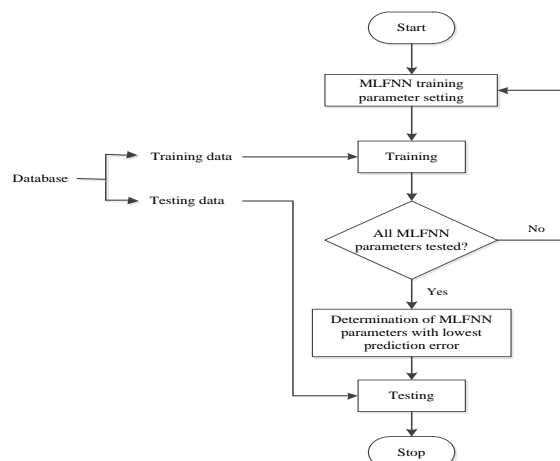 Start
MLFNN training
parameter setting
Training data
Training
Database
Testing data
All MLFNN
parameters tested?
No
Yes
Determination of MLFNN
parameters with lowest
prediction error
Testing
Stop